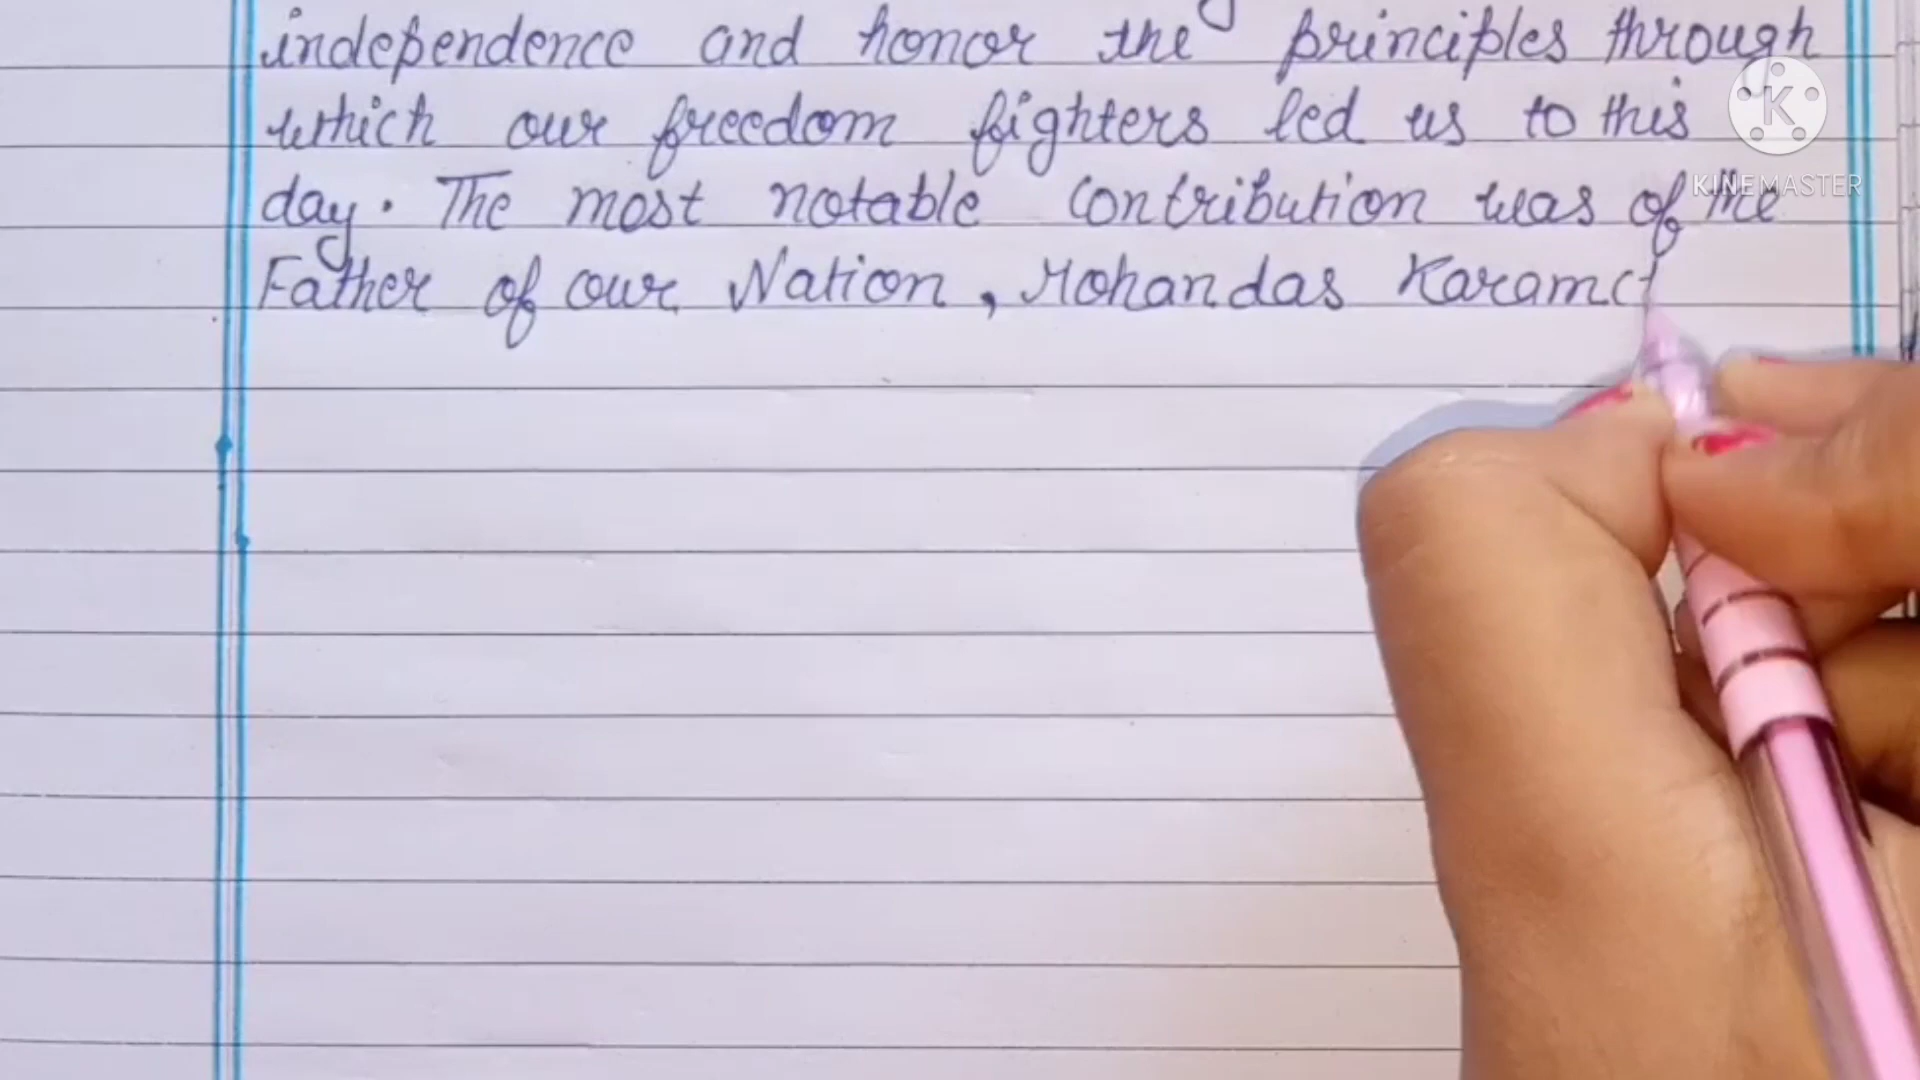 independence and honor the principles through
which our freedom fighters led us to this
day. The most notable contribution was of the
Father of our Nation, Mohandas Karamc
KINEMASTER